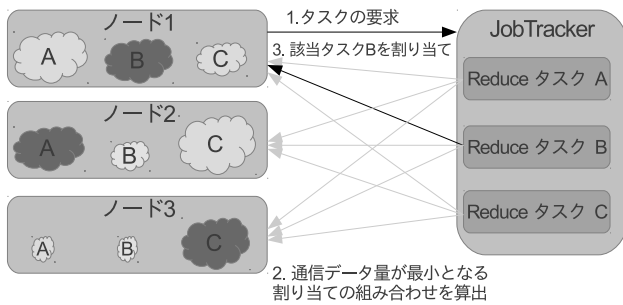 ノード1
A
B
C
ノード2
A
B
C
ノード3
A
B
C
1.タスクの要求
3. 該当タスクBを割り当て
2. 通信データ量が最小となる
割り当ての組み合わせを算出
JobTracker
Reduce タスク A
Reduce タスク B
Reduce タスク C